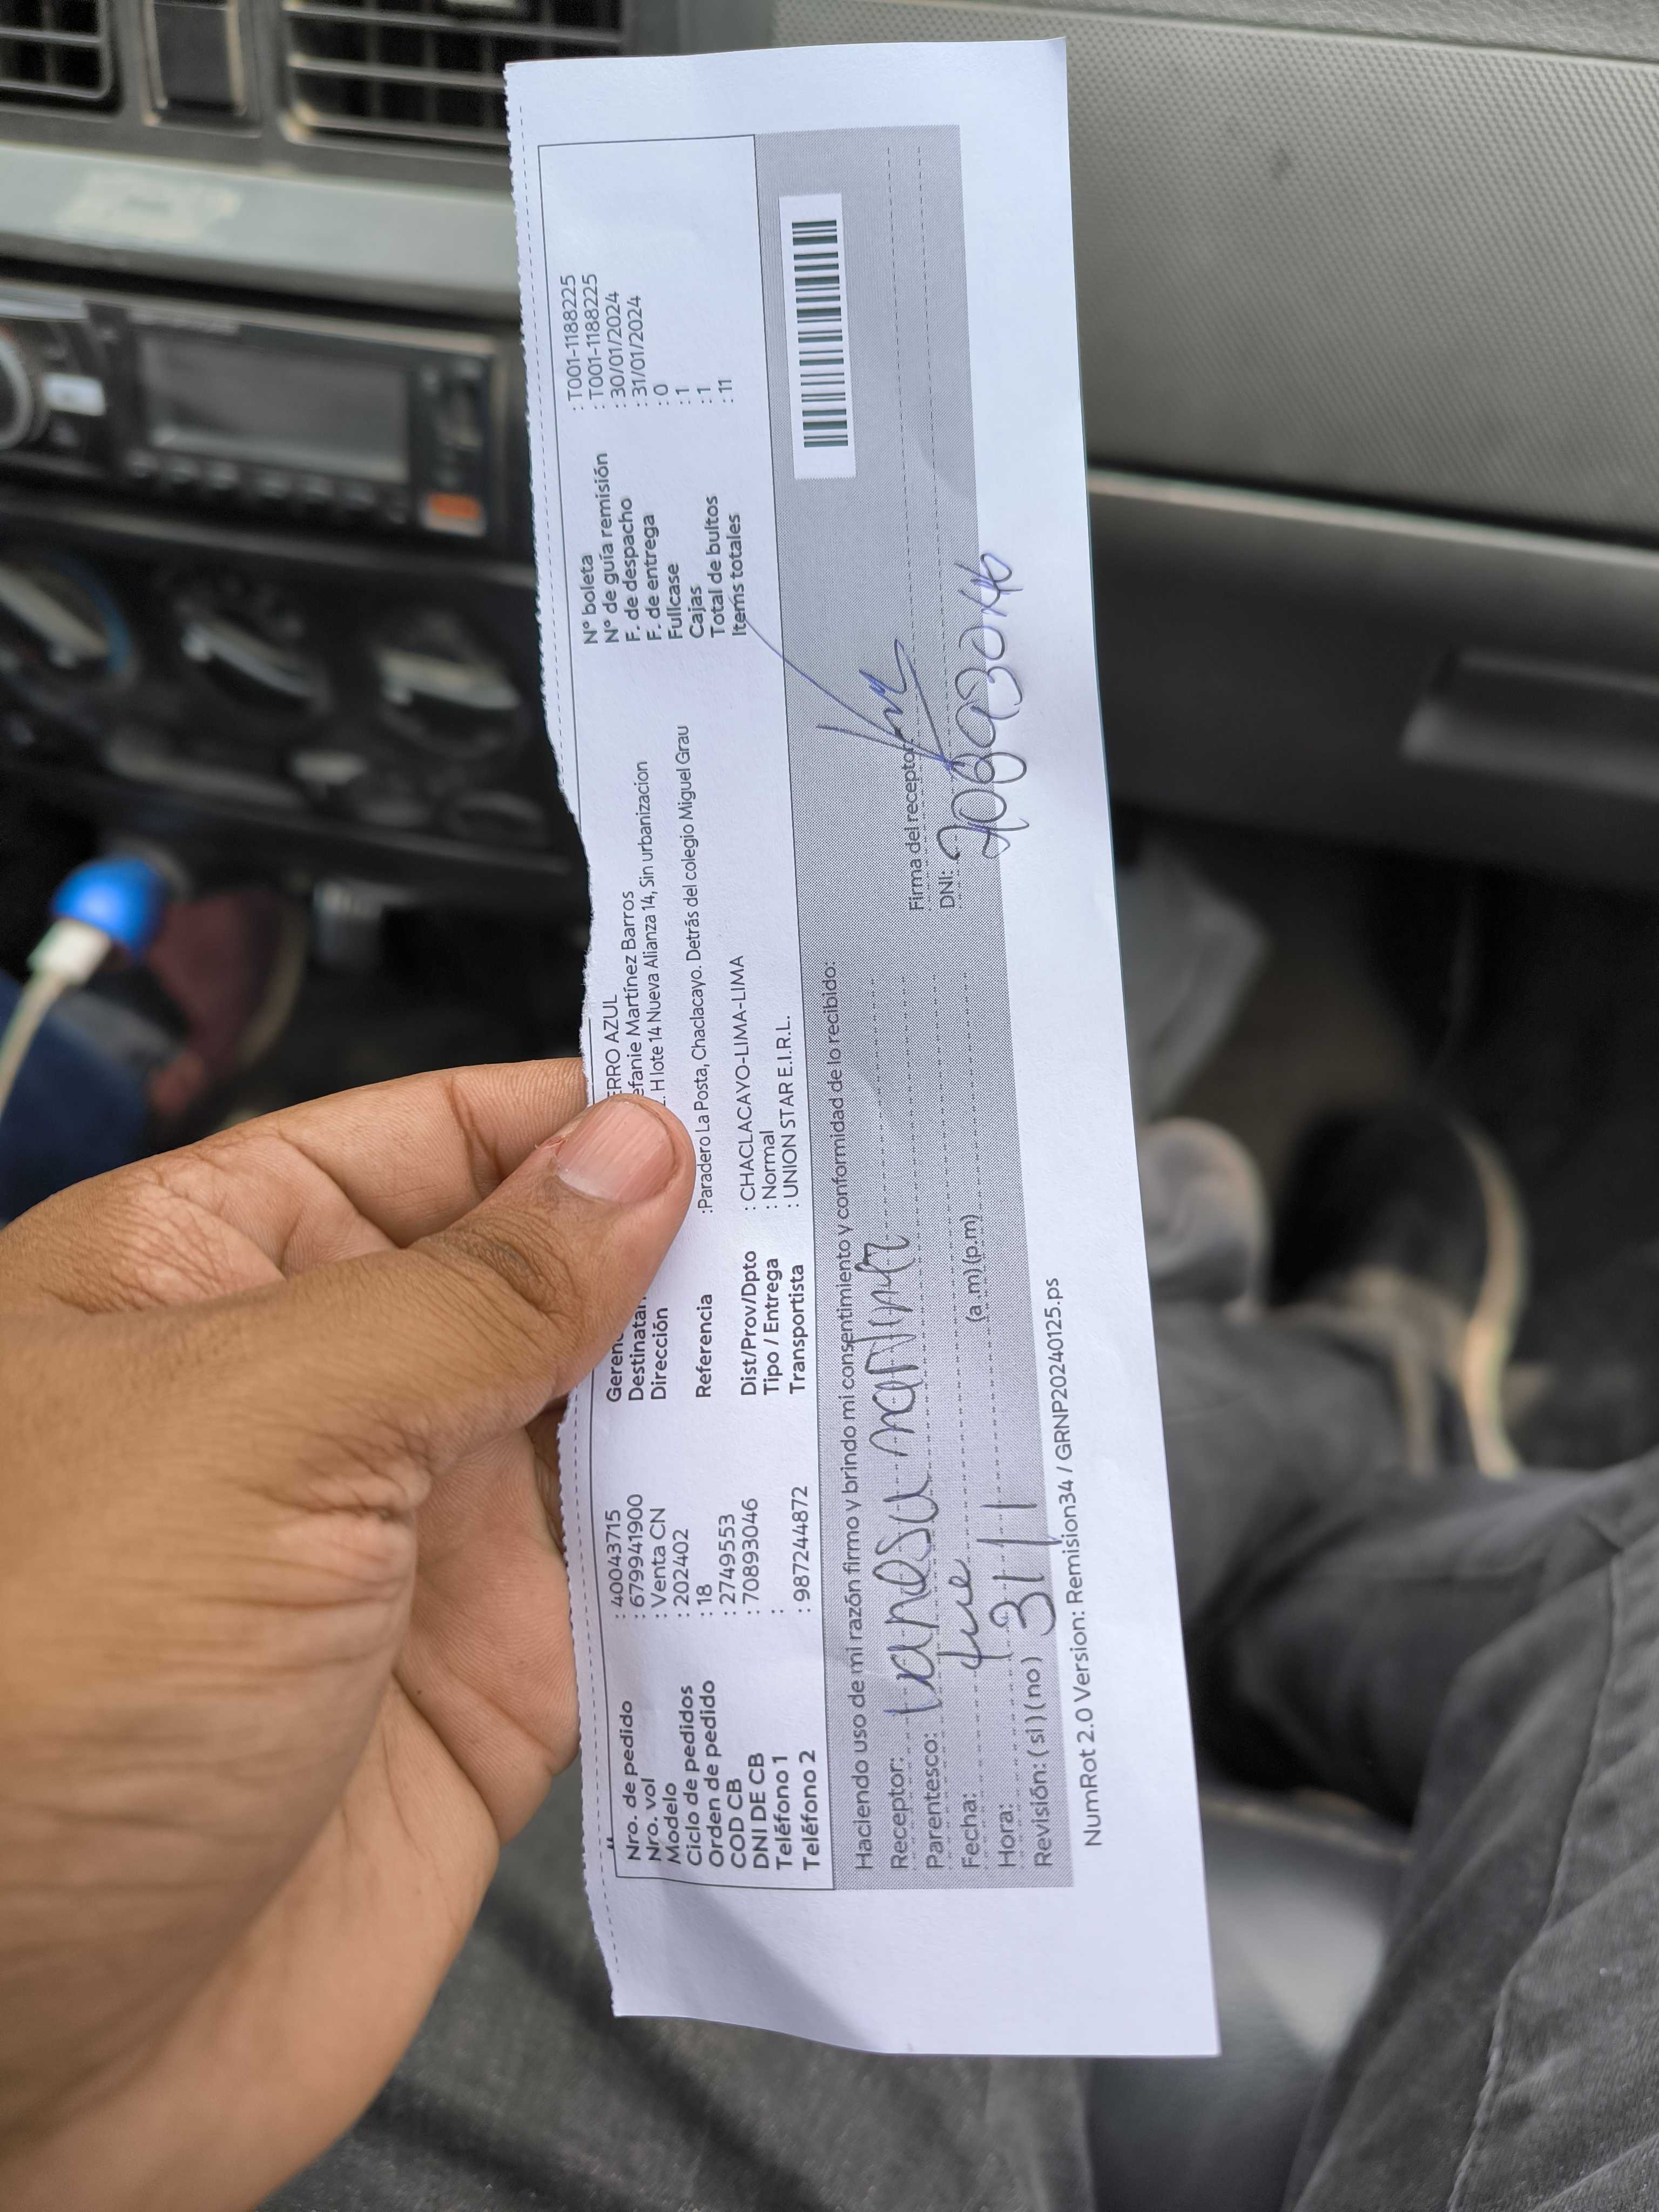 Nro. de pedido : 40043715
Nro. vol : 679941900
Modelo : Venta CN
Ciclo de pedidos : 202402
Orden de pedido : 18
COD CB : 2749553
DNI DE CB : 70893046
Teléfono 1 :
Teléfono 2 : 987244872
Geren ERRO AZUL
Destinatar efanie Martínez Barros
Dirección H lote 14 Nueva Alianza 14, Sin urbanizacion
Referencia :Paradero La Posta, Chaclacayo. Detrás del colegio Miguel Grau
Dist/Prov/Dpto : CHACLACAYO-LIMA-LIMA
Tipo / Entrega : Normal
Transportista : UNION STAR E.I.R.L.
N° boleta : T001-1188225
N° de guía remisión : T001-1188225
F. de despacho : 30/01/2024
F. de entrega : 31/01/2024
Fullcase : 0
Cajas : 1
Total de bultos : 1
Items totales : 11
Haciendo uso de mi razón firmo y brindo mi consentimiento y conformidad de lo recibido:
Receptor:
Parentesco:
Fecha: 31/1
Hora: (a.m) (p.m)
Revisión: ( si ) ( no )
Firma del receptor:
DNI: 70893046
NumRot 2.0 Version: Remision34 / GRNP20240125.ps